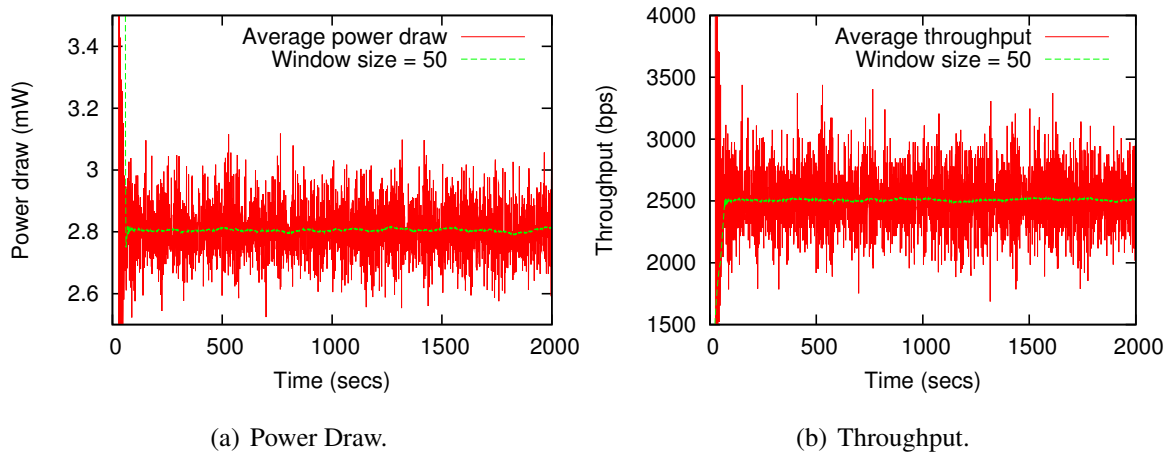 Power draw (mW)
3.4
3.2
3
2.8
2.6
Average power draw
Window size = 50
0 500 1000 1500 2000
Time (secs)
(a) Power Draw.
Throughput (bps)
4000
3500
3000
2500
2000
1500
Average throughput
Window size = 50
0 500 1000 1500 2000
Time (secs)
(b) Throughput.